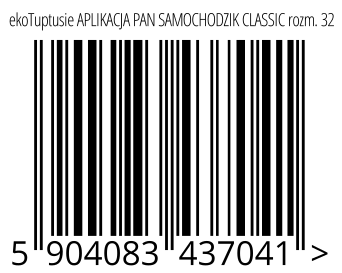 ekoTuptusie APLIKACJA PAN SAMOCHODZIK CLASSIC rozm. 32
5 904083 437041 >